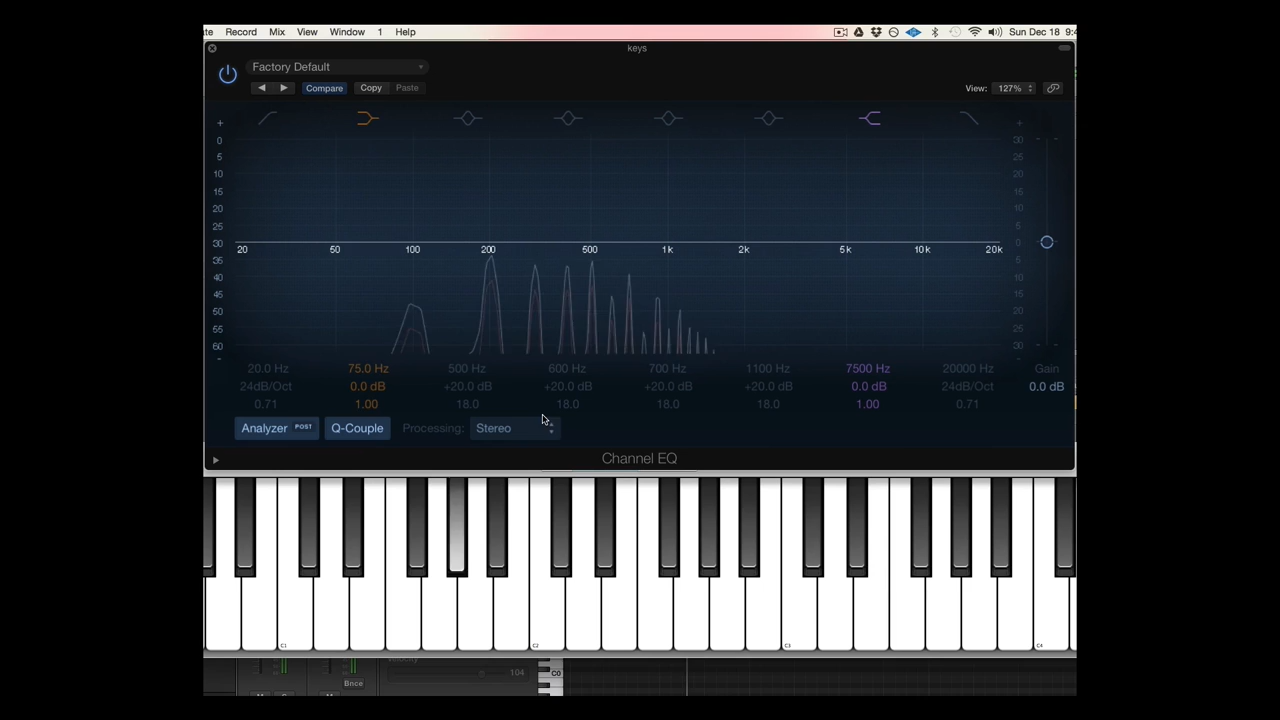 Record Mix View Window 1 Help Sun Dec 18
keys
Factory Default
Compare Copy Paste View: 127%
+ +
0 30
5 25
10 20
15 15
20 10
25 5
30 20 50 100 200 500 1k 2k 5k 10k 20k 0
35 5
40 10
45 15
50 20
55 25
60 30
- -
20.0 Hz 75.0 Hz 500 Hz 600 Hz 700 Hz 1100 Hz 7500 Hz 20000 Hz Gain
24dB/Oct 0.0 dB +20.0 dB +20.0 dB +20.0 dB +20.0 dB 0.0 dB 24dB/Oct 0.0 dB
0.71 1.00 18.0 18.0 18.0 18.0 1.00 0.71
Analyzer POST Q-Couple Processing: Stereo
Channel EQ
C1 C2 C3 C4
104 C0
Bnce